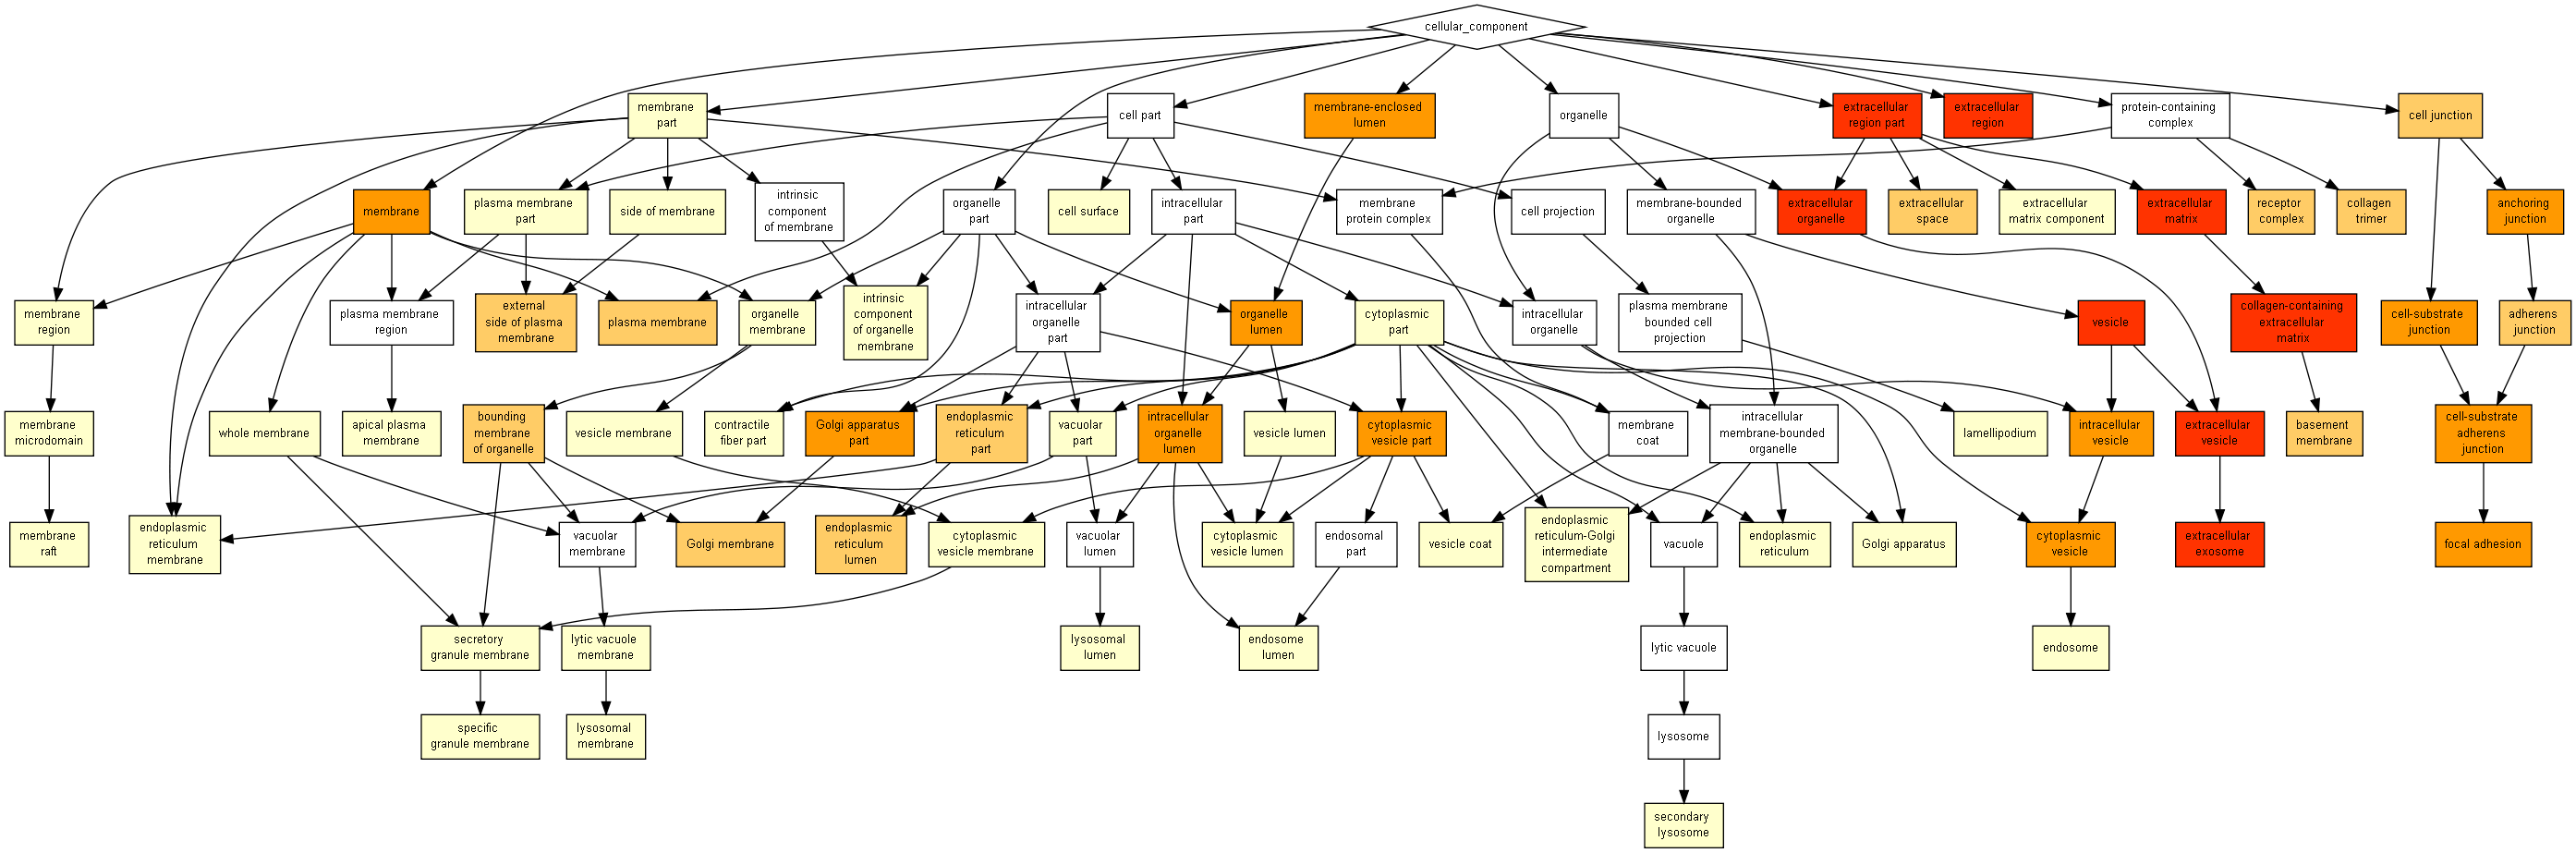 cellular_component
membrane
part
cell part
membrane-enclosed
lumen
organelle
extracellular
region part
extracellular
region
protein-containing
complex
cell junction
membrane
plasma membrane
part
side of membrane
intrinsic
component
of membrane
organelle
part
cell surface
intracellular
part
membrane
protein complex
cell projection
membrane-bounded
organelle
extracellular
organelle
extracellular
space
extracellular
matrix component
extracellular
matrix
receptor
complex
collagen
trimer
anchoring
junction
membrane
region
plasma membrane
region
external
side of plasma
membrane
plasma membrane
organelle
membrane
intrinsic
component
of organelle
membrane
intracellular
organelle
part
organelle
lumen
cytoplasmic
part
intracellular
organelle
plasma membrane
bounded cell
projection
vesicle
collagen-containing
extracellular
matrix
cell-substrate
junction
adherens
junction
membrane
microdomain
whole membrane
apical plasma
membrane
bounding
membrane
of organelle
vesicle membrane
contractile
fiber part
Golgi apparatus
part
endoplasmic
reticulum
part
vacuolar
part
intracellular
organelle
lumen
vesicle lumen
cytoplasmic
vesicle part
membrane
coat
intracellular
membrane-bounded
organelle
lamellipodium
intracellular
vesicle
extracellular
vesicle
basement
membrane
cell-substrate
adherens
junction
membrane
raft
endoplasmic
reticulum
membrane
vacuolar
membrane
Golgi membrane
endoplasmic
reticulum
lumen
cytoplasmic
vesicle membrane
vacuolar
lumen
cytoplasmic
vesicle lumen
endosomal
part
vesicle coat
endoplasmic
reticulum-Golgi
intermediate
compartment
vacuole
endoplasmic
reticulum
Golgi apparatus
cytoplasmic
vesicle
extracellular
exosome
focal adhesion
secretory
granule membrane
lytic vacuole
membrane
lysosomal
lumen
endosome
lumen
lytic vacuole
endosome
specific
granule membrane
lysosomal
membrane
lysosome
secondary
lysosome